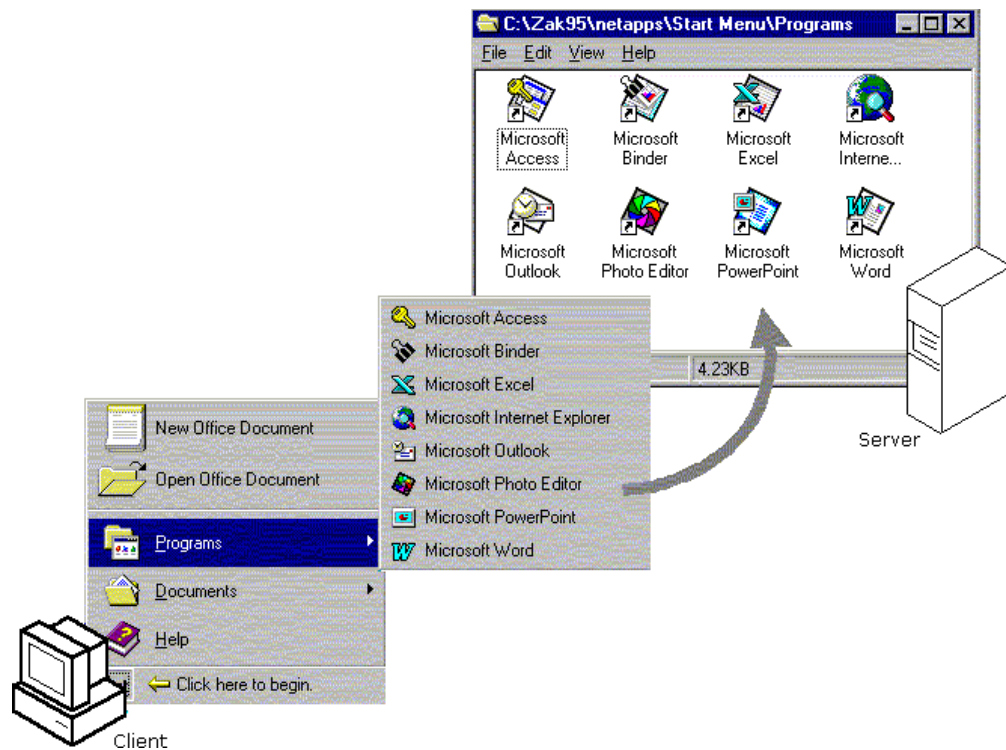 C:\Zak95\netapps\Start Menu\Programs
File Edit View Help
Microsoft Access
Microsoft Binder
Microsoft Excel
Microsoft Interne...
Microsoft Outlook
Microsoft Photo Editor
Microsoft PowerPoint
Microsoft Word
4.23KB
Server
Microsoft Access
Microsoft Binder
Microsoft Excel
Microsoft Internet Explorer
Microsoft Outlook
Microsoft Photo Editor
Microsoft PowerPoint
Microsoft Word
New Office Document
Open Office Document
Programs
Documents
Help
Click here to begin.
Client